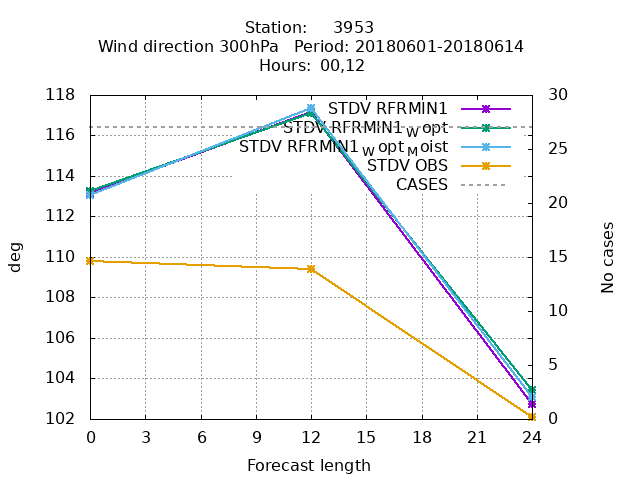 Station: 3953
Wind direction 300hPa Period: 20180601-20180614
Hours: 00,12
118
116
114
112
110
108
106
104
102
deg
30
25
20
15
10
5
0
No cases
STDV RFRMIN1
STDV RFRMIN1_W opt
STDV RFRMIN1_W opt_M oist
STDV OBS
CASES
0 3 6 9 12 15 18 21 24
Forecast length